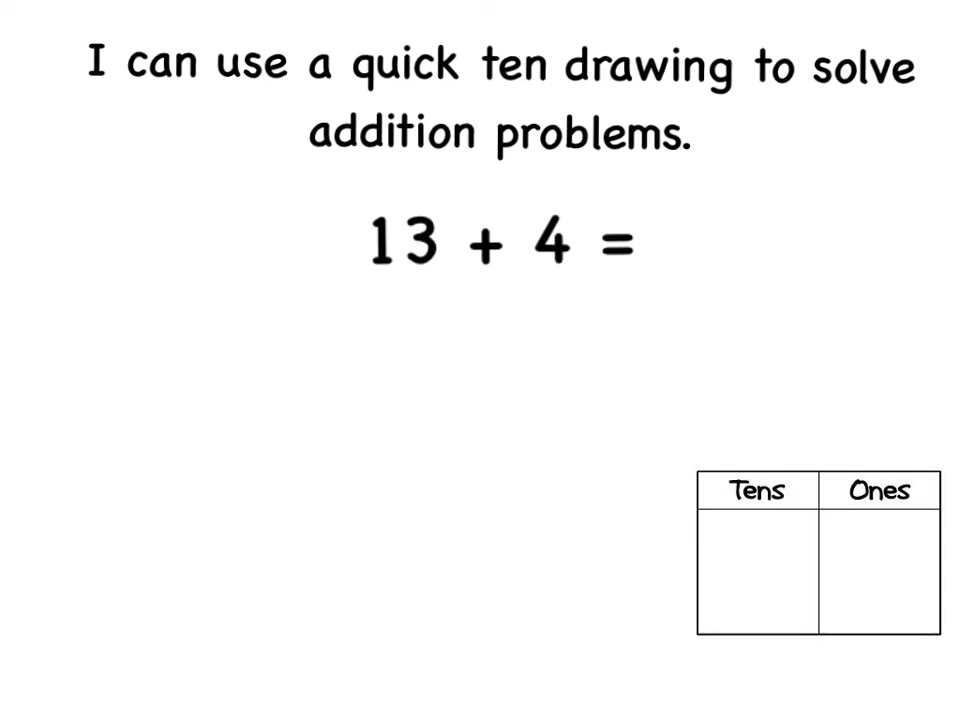 I can use a quick ten drawing to solve
addition problems.
13 + 4 =
Tens Ones